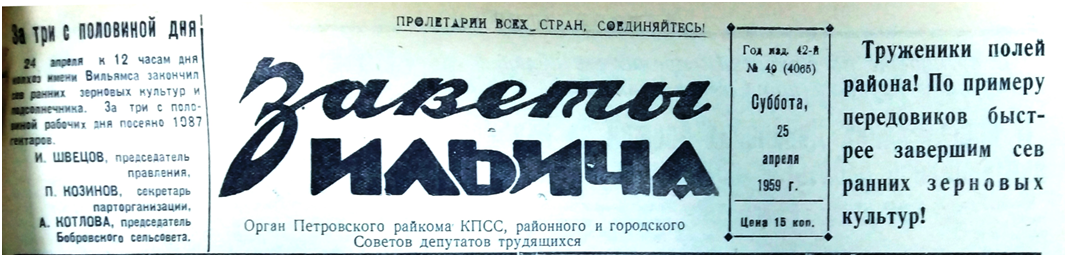 За три с половиной дня
24 апреля к 12 часам дня
колхоз имени Вильямса закончил
сев ранних зерновых культур и
подсолнечника. За три с поло-
виной рабочих дня посеяно 1987
гектаров.
И. ШВЕЦОВ, председатель
правления,
П. КОЗИНОВ, секретарь
парторганизации,
А. КОТЛОВА, председатель
Бобровского сельсовета.
ПРОЛЕТАРИИ ВСЕХ СТРАН, СОЕДИНЯЙТЕСЬ!
Заветы
ИЛЬИЧА
Орган Петровского райкома КПСС, районного и городского
Советов депутатов трудящихся
Год изд. 42-й
№ 49 (4065)
Суббота,
25
апреля
1959 г.
Цена 15 коп.
Труженики полей
района! По примеру
передовиков быст-
рее завершим сев
ранних зерновых
культур!